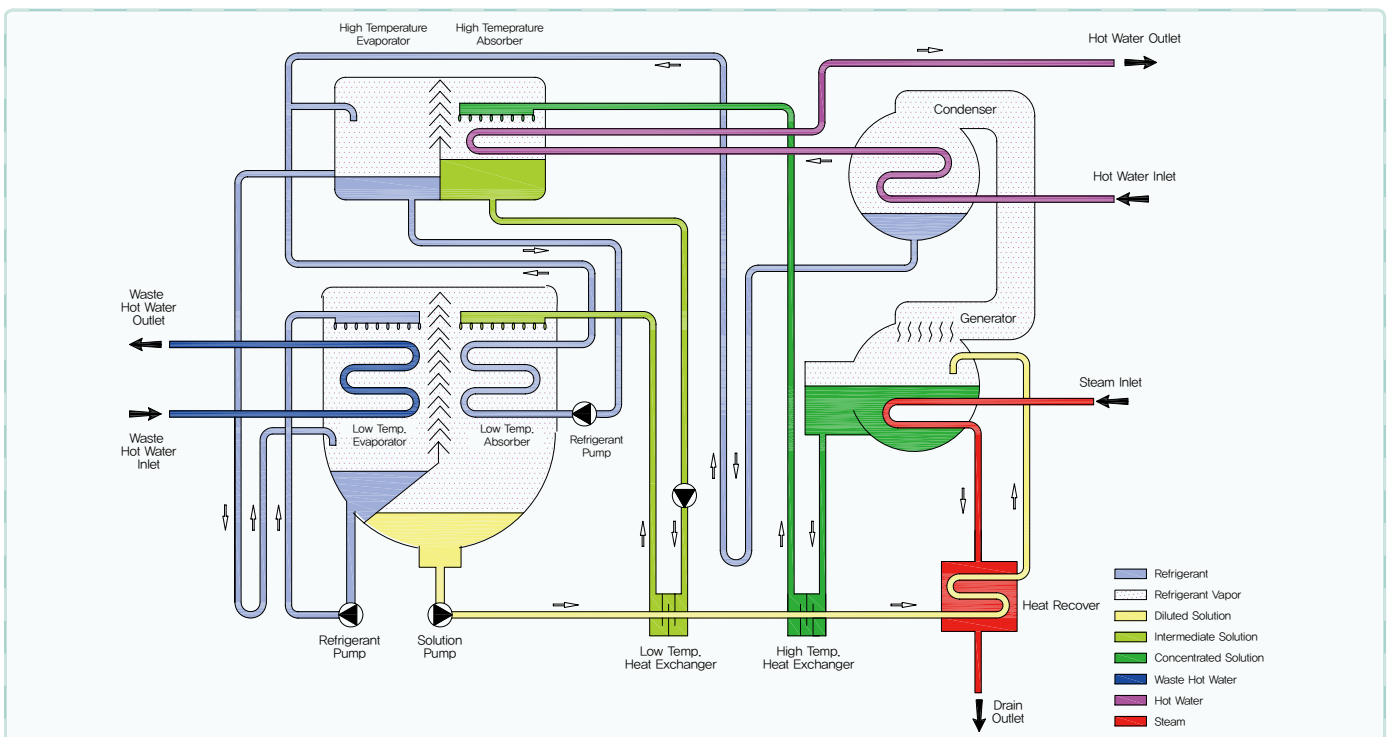 High Temperature
Evaporator
High Temeprature
Absorber
Hot Water Outlet
Condenser
Hot Water Inlet
Waste
Hot Water
Outlet
Generator
Steam Inlet
Waste
Hot Water
Inlet
Low Temp.
Evaporator
Low Temp.
Absorber
Refrigerant
Pump
Refrigerant
Pump
Solution
Pump
Low Temp.
Heat Exchanger
High Temp.
Heat Exchanger
Heat Recover
Drain
Outlet
Refrigerant
Refrigerant Vapor
Diluted Solution
Intermediate Solution
Concentrated Solution
Waste Hot Water
Hot Water
Steam